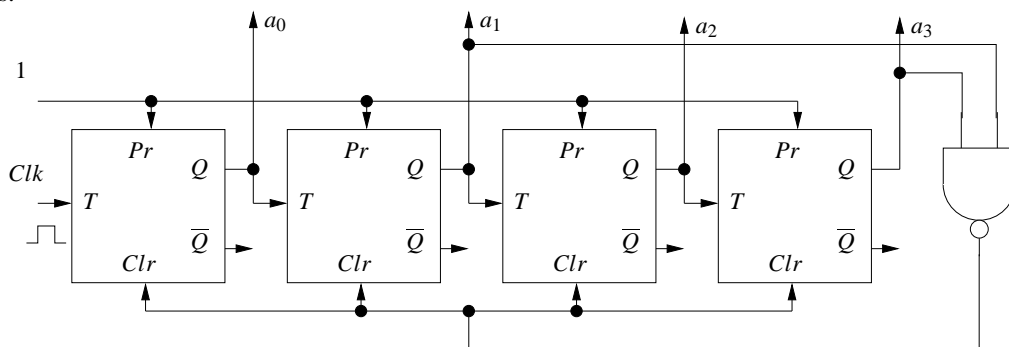 a0 a1 a2 a3
1
Pr Pr Pr Pr
Q Q Q Q
Clk
T T T T
Q̅ Q̅ Q̅ Q̅
Clr Clr Clr Clr